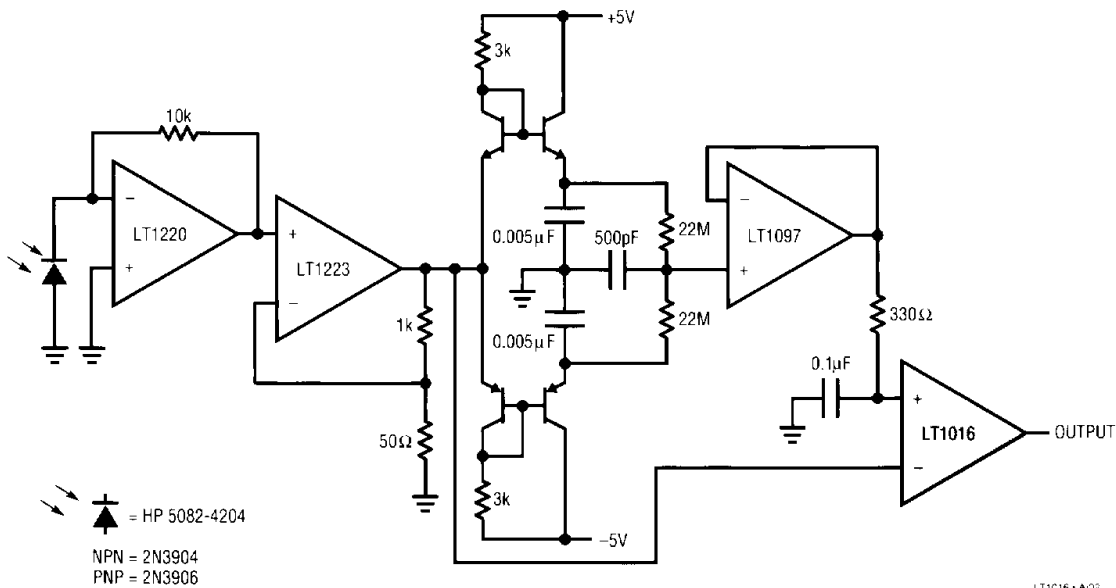 +5V
3k
10k
−
LT1220
+
+
LT1223
−
0.005µF
500pF
22M
−
LT1097
+
1k
0.005µF
22M
330Ω
0.1µF
50Ω
+
LT1016
−
OUTPUT
3k
−5V
= HP 5082-4204
NPN = 2N3904
PNP = 2N3906